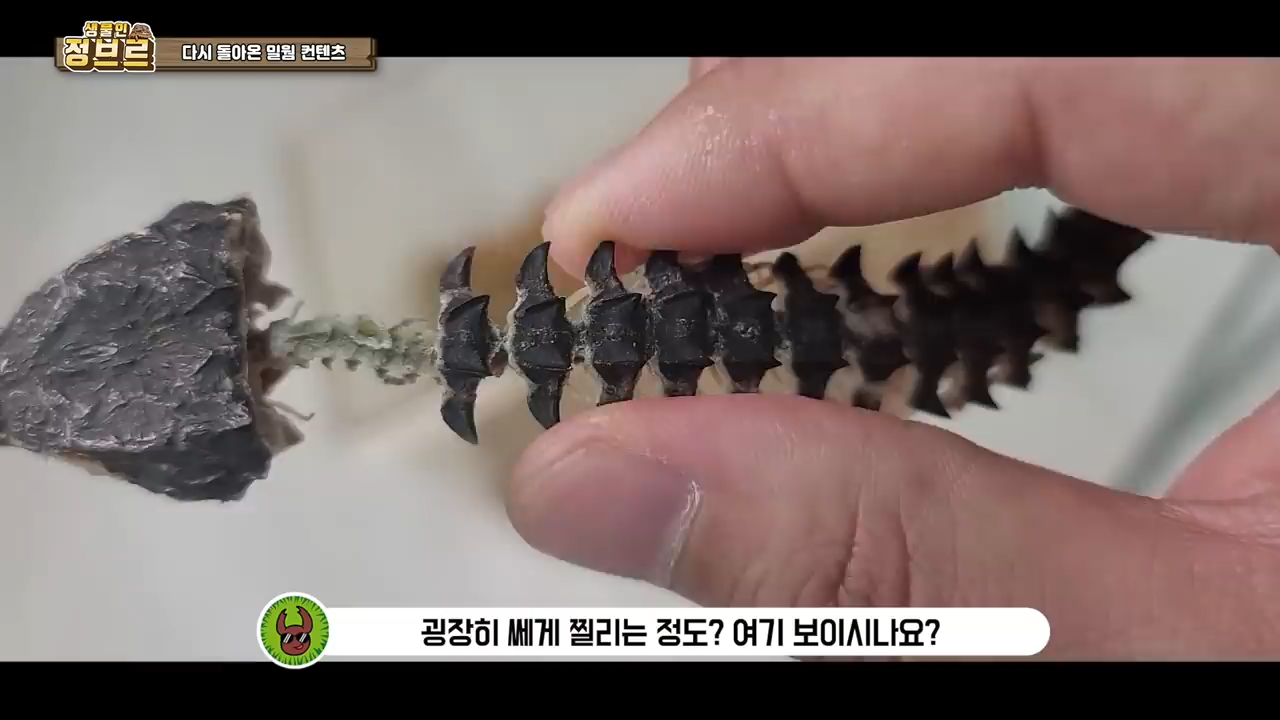 생물인
정브르
다시 돌아온 밀웜 컨텐츠
굉장히 쎄게 찔리는 정도? 여기 보이시나요?